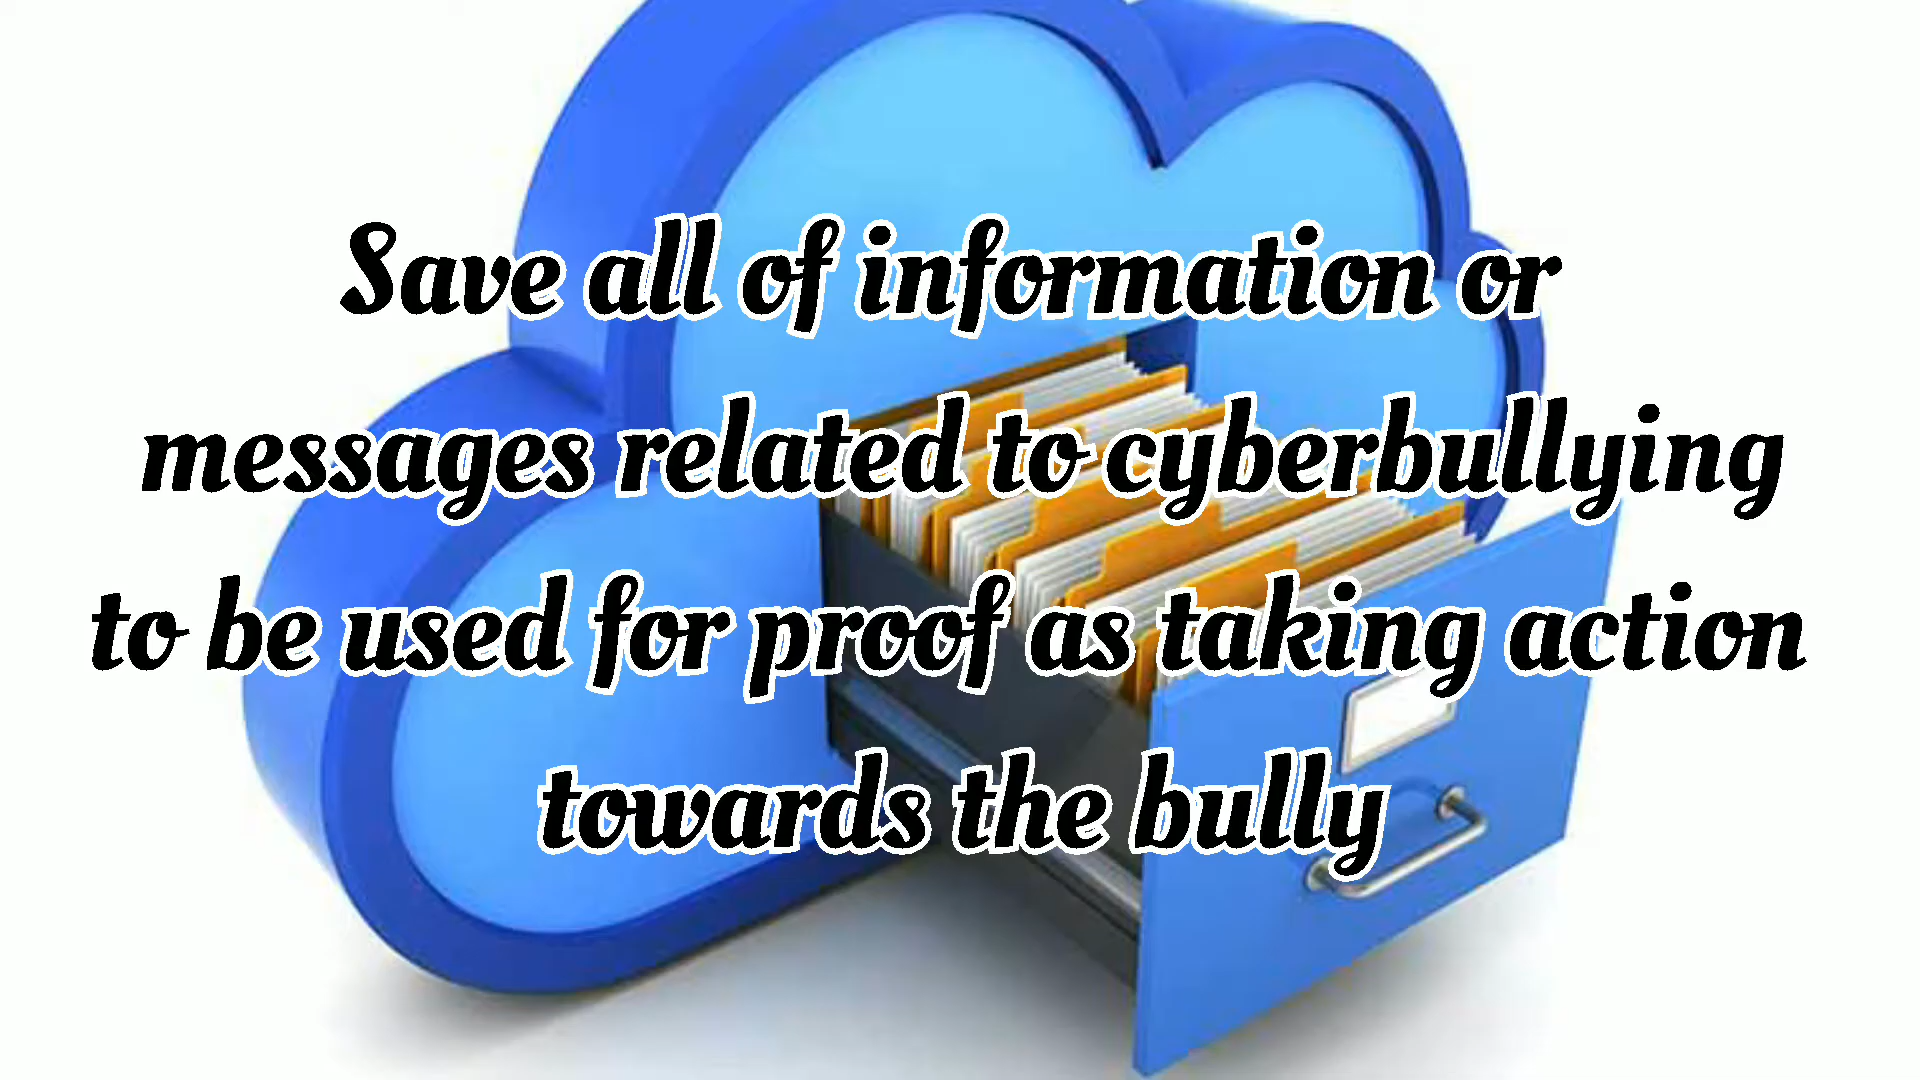 Save all of information or
messages related to cyberbullying
to be used for proof as taking action
towards the bully